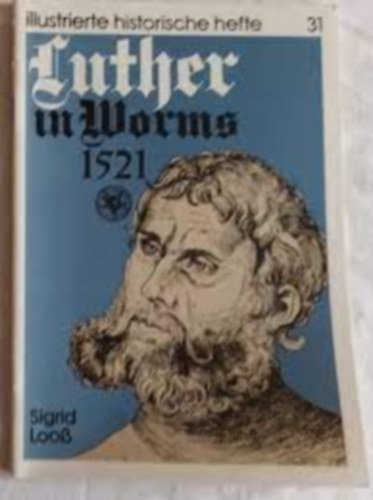 illustrierte historische hefte 31
Luther
in Worms
1521
Sigrid
Looß